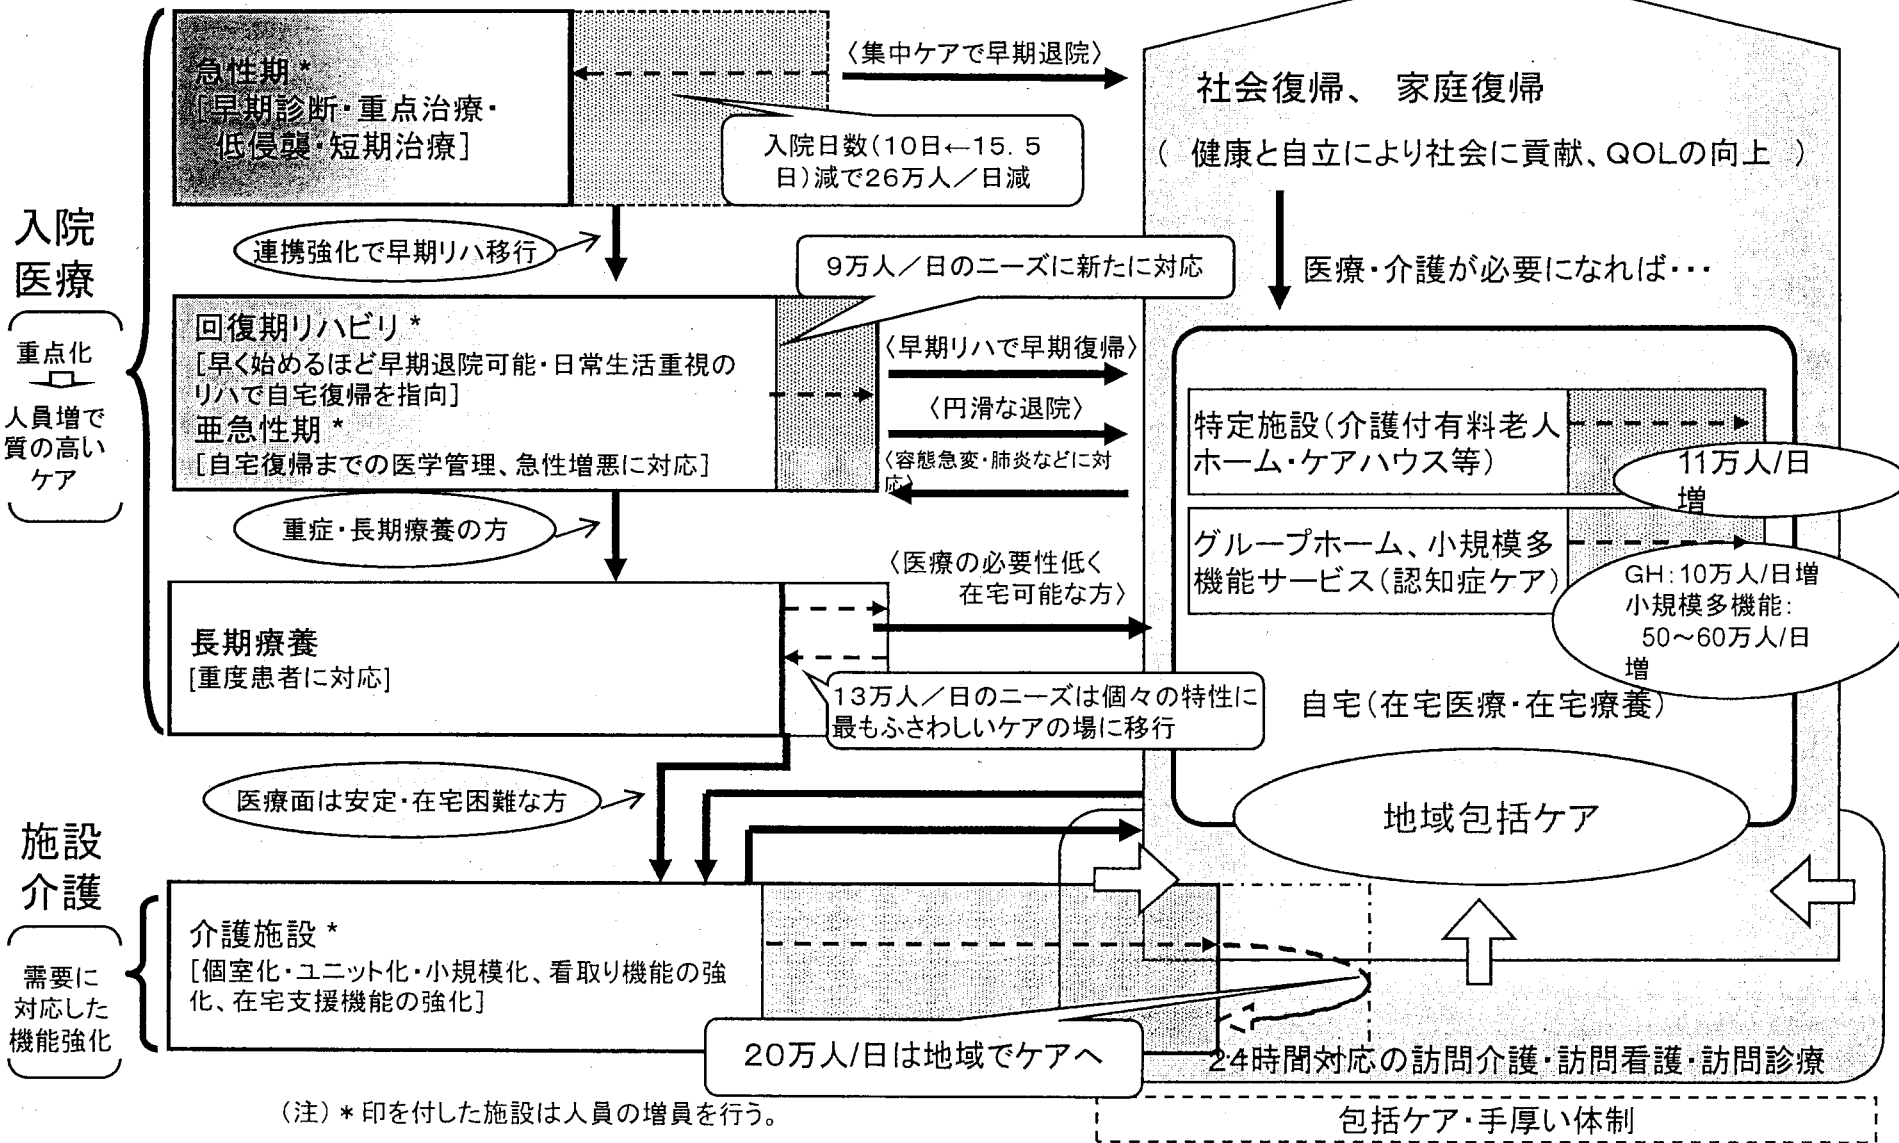 入院
医療
重点化
人員増で
質の高い
ケア
急性期*
[早期診断・重点治療・
低侵襲・短期治療]
〈集中ケアで早期退院〉
入院日数(10日←15.5
日)減で26万人/日減
連携強化で早期リハ移行
9万人/日のニーズに新たに対応
回復期リハビリ*
[早く始めるほど早期退院可能・日常生活重視の
リハで自宅復帰を指向]
亜急性期*
[自宅復帰までの医学管理、急性増悪に対応]
〈早期リハで早期復帰〉
〈円滑な退院〉
〈容態急変・肺炎などに対
応〉
重症・長期療養の方
〈医療の必要性低く
在宅可能な方〉
長期療養
[重度患者に対応]
13万人/日のニーズは個々の特性に
最もふさわしいケアの場に移行
医療面は安定・在宅困難な方
施設
介護
需要に
対応した
機能強化
介護施設*
[個室化・ユニット化・小規模化、看取り機能の強
化、在宅支援機能の強化]
20万人/日は地域でケアへ
社会復帰、 家庭復帰
( 健康と自立により社会に貢献、QOLの向上 )
医療・介護が必要になれば・・・
特定施設(介護付有料老人
ホーム・ケアハウス等)
11万人/日
増
グループホーム、小規模多
機能サービス(認知症ケア)
GH:10万人/日増
小規模多機能:
50~60万人/日
増
自宅(在宅医療・在宅療養)
地域包括ケア
24時間対応の訪問介護・訪問看護・訪問診療
(注)*印を付した施設は人員の増員を行う。
包括ケア・手厚い体制